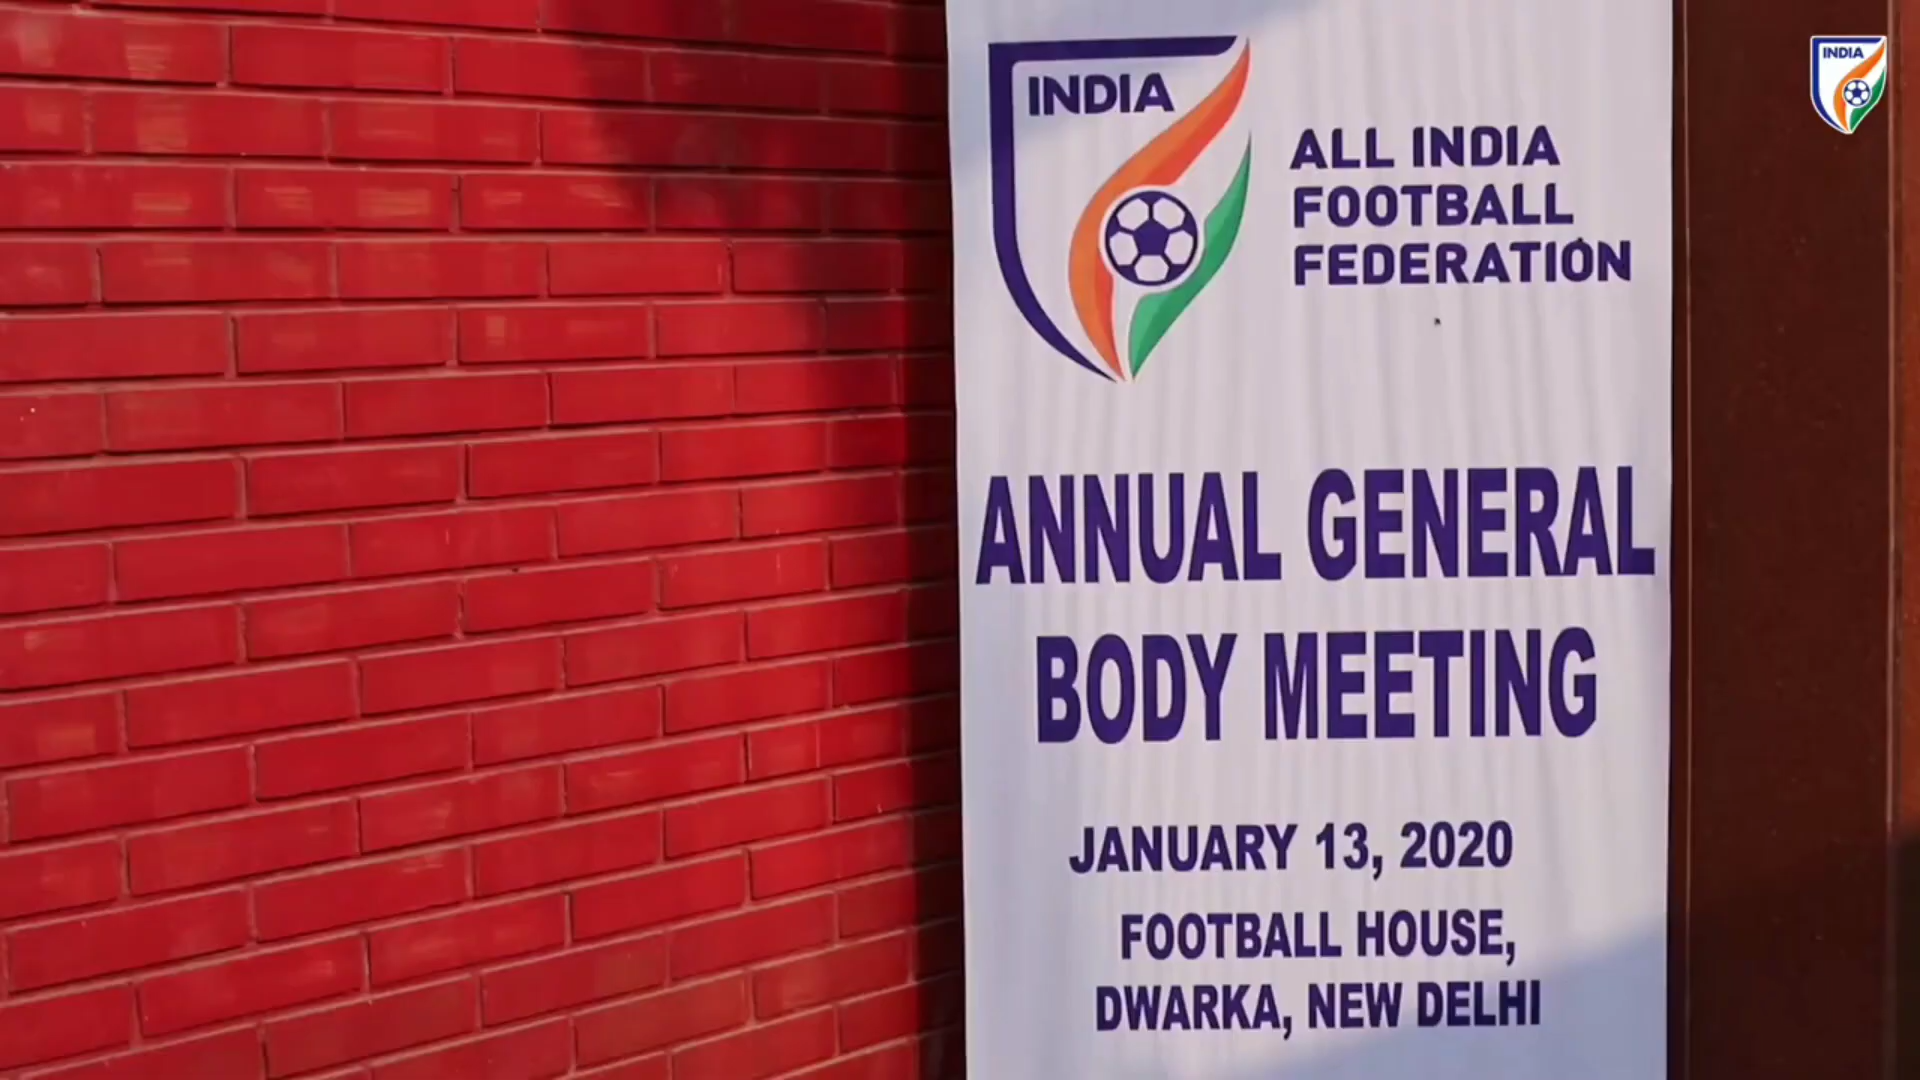 INDIA
ALL INDIA
FOOTBALL
FEDERATION
ANNUAL GENERAL
BODY MEETING
JANUARY 13, 2020
FOOTBALL HOUSE,
DWARKA, NEW DELHI
INDIA